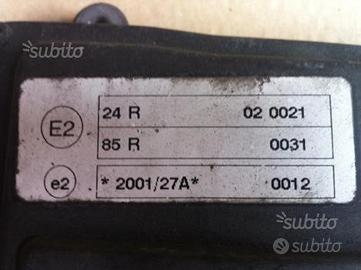 subito
24 R 02 0021
E2
85 R 0031
e2 * 2001/27A* 0012
subito
subito